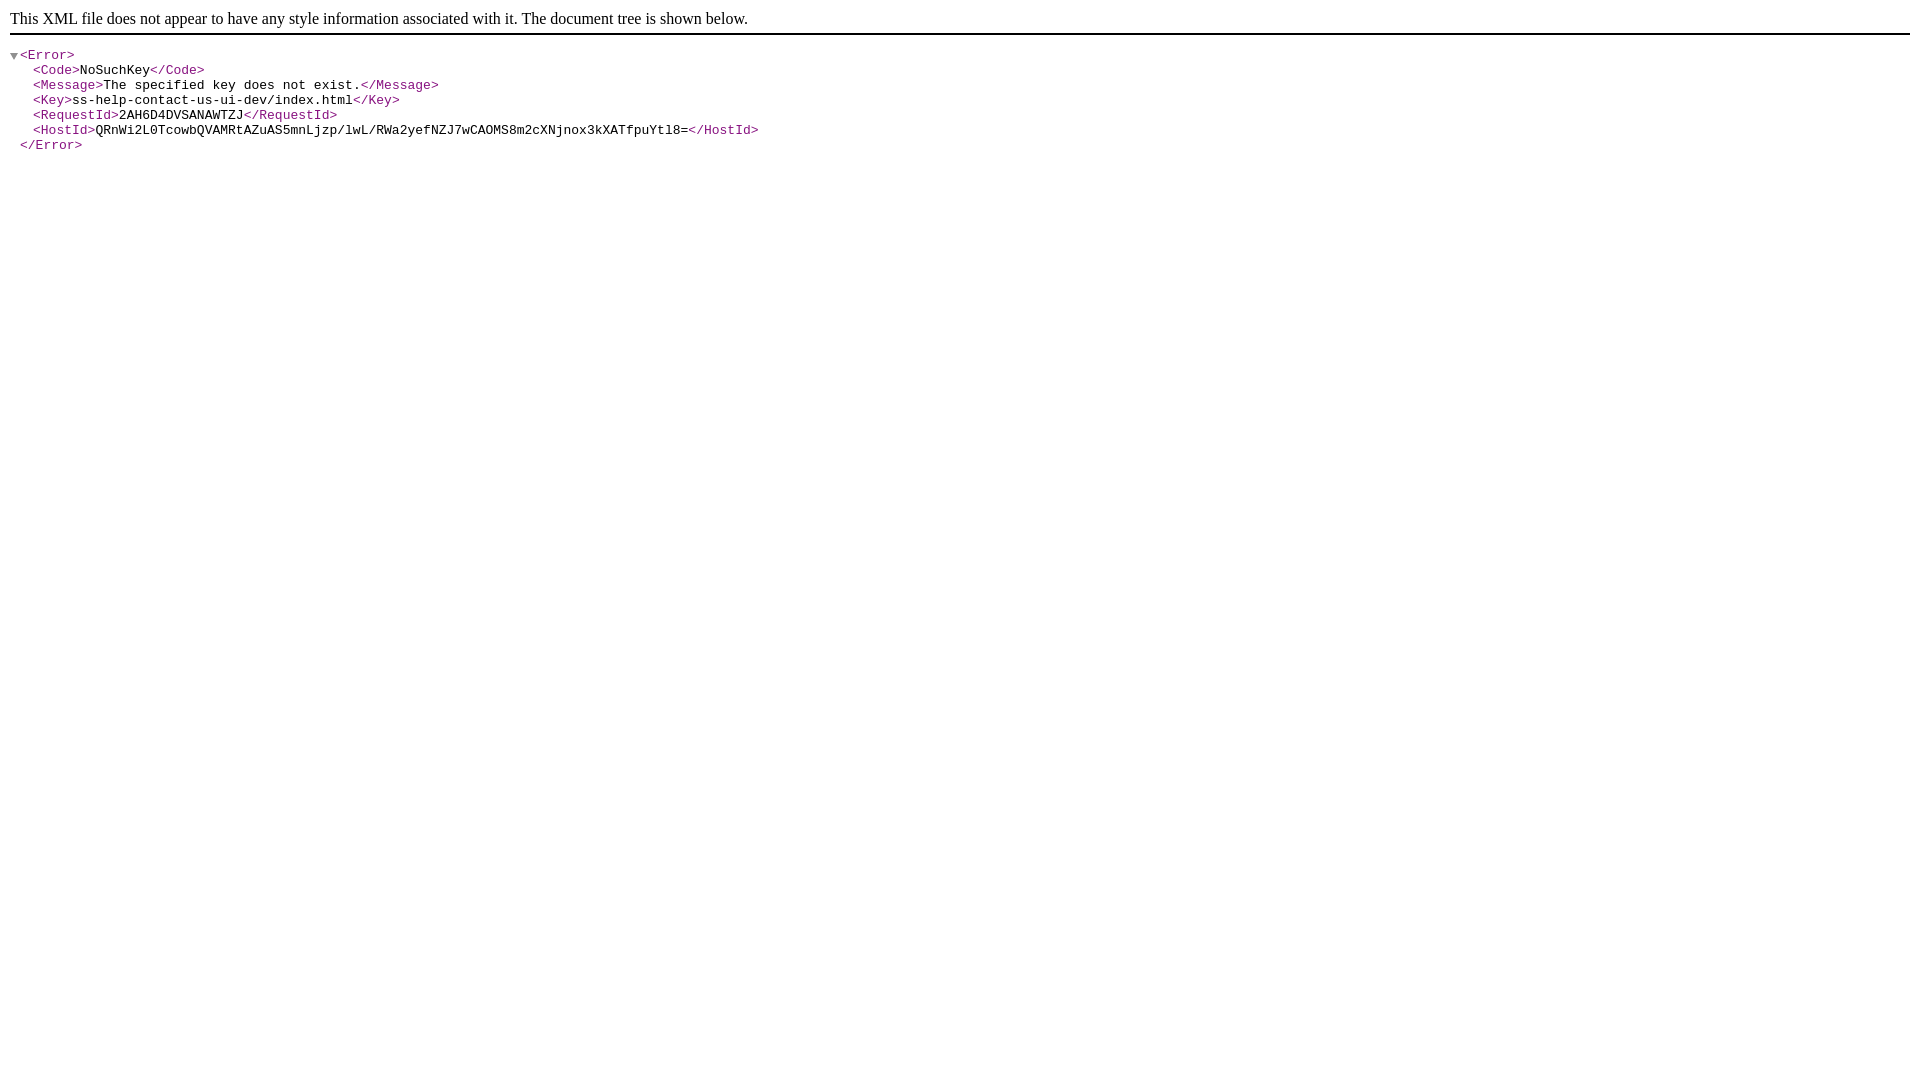 This XML file does not appear to have any style information associated with it. The document tree is shown below.
<Error>
<Code>NoSuchKey</Code>
<Message>The specified key does not exist.</Message>
<Key>ss-help-contact-us-ui-dev/index.html</Key>
<RequestId>2AH6D4DVSANAWTZJ</RequestId>
<HostId>QRnWi2L0TcowbQVAMRtAZuAS5mnLjzp/lwL/RWa2yefNZJ7wCAOMS8m2cXNjnox3kXATfpuYtl8=</HostId>
</Error>